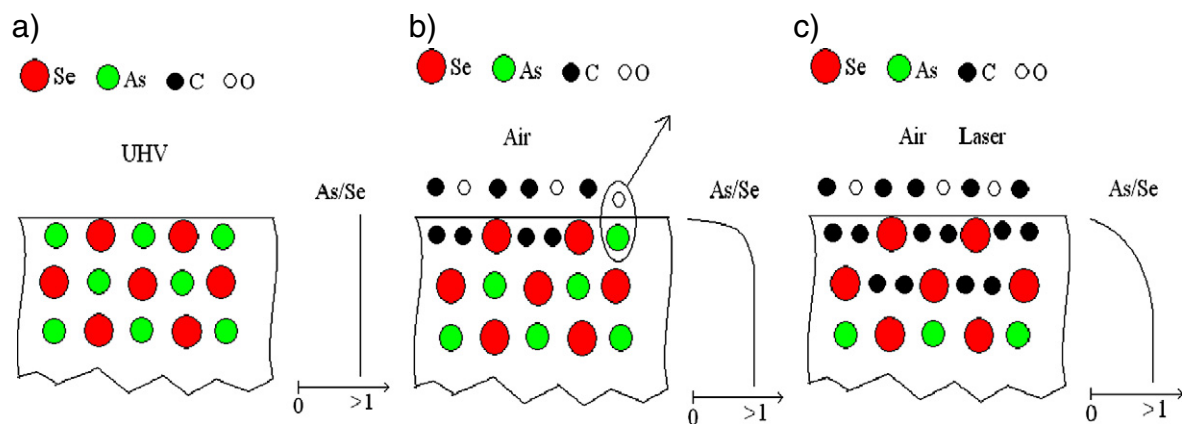 a)
Se As C O
UHV
As/Se
0 >1
b)
Se As C O
Air
As/Se
0 >1
c)
Se As C O
Air Laser
As/Se
0 >1